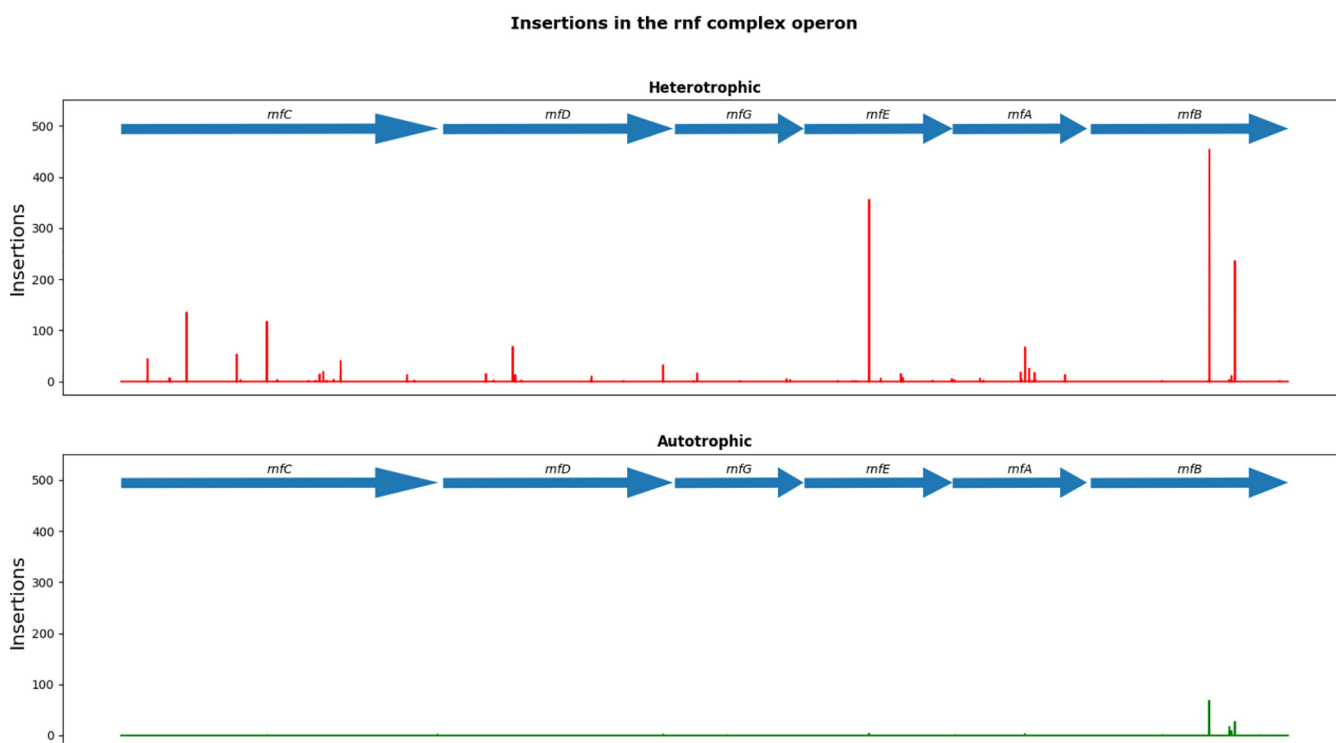 Insertions in the rnf complex operon
Heterotrophic
rnfC rnfD rnfG rnfE rnfA rnfB
500
400
300
200
100
0
Insertions
Autotrophic
rnfC rnfD rnfG rnfE rnfA rnfB
500
400
300
200
100
0
Insertions